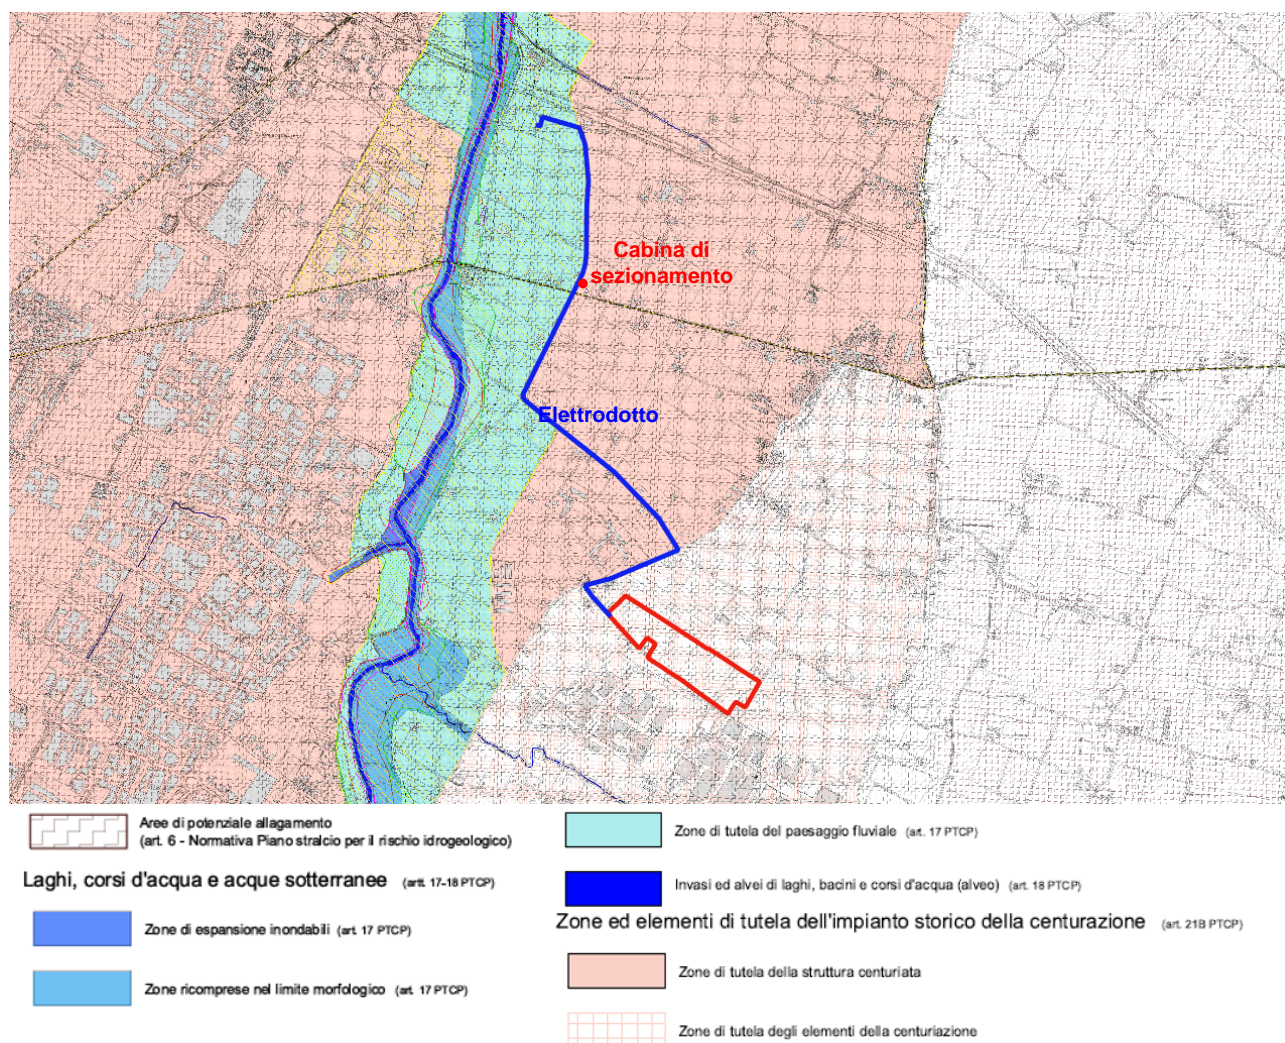 Cabina di
sezionamento
Elettrodotto
Aree di potenziale allagamento
(art. 6 - Normativa Piano stralcio per il rischio idrogeologico)
Laghi, corsi d'acqua e acque sotterranee (artt. 17-18 PTCP)
Zone di espansione inondabili (art. 17 PTCP)
Zone ricomprese nel limite morfologico (art. 17 PTCP)
Zone di tutela del paesaggio fluviale (art. 17 PTCP)
Invasi ed alvei di laghi, bacini e corsi d'acqua (alveo) (art. 18 PTCP)
Zone ed elementi di tutela dell'impianto storico della centurazione (art. 21B PTCP)
Zone di tutela della struttura centuriata
Zone di tutela degli elementi della centuriazione